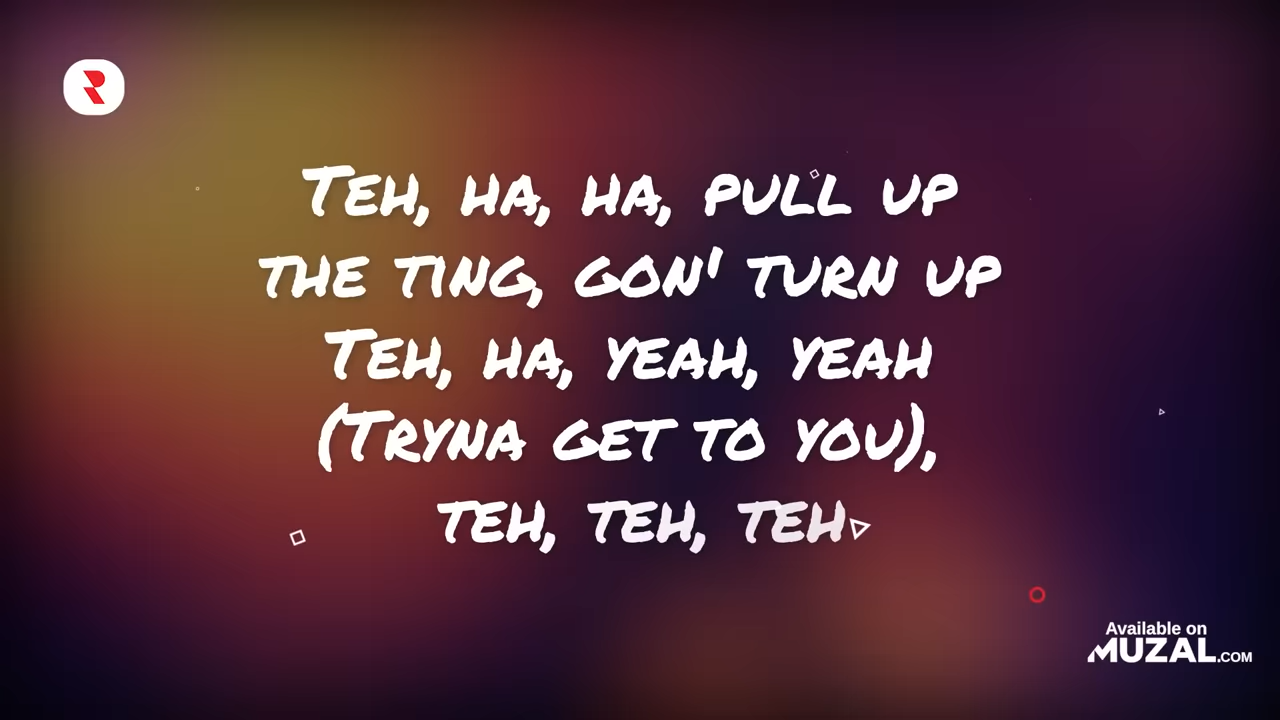 Teh, ha, ha, pull up
the ting, gon' turn up
Teh, ha, yeah, yeah
(Tryna get to you),
teh, teh, teh
Available on
MUZAL.COM